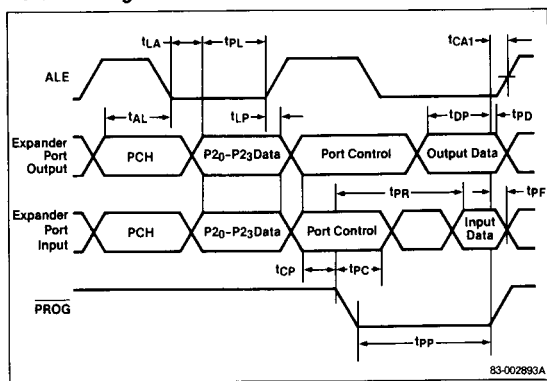 tLA
tPL
tCA1
ALE
tAL
tLP
tDP
tPD
Expander
Port
Output
PCH
P20-P23Data
Port Control
Output Data
tPR
tPF
Expander
Port
Input
PCH
P20-P23Data
Port Control
Input
Data
tCP
tPC
PROG
tPP
83-002893A